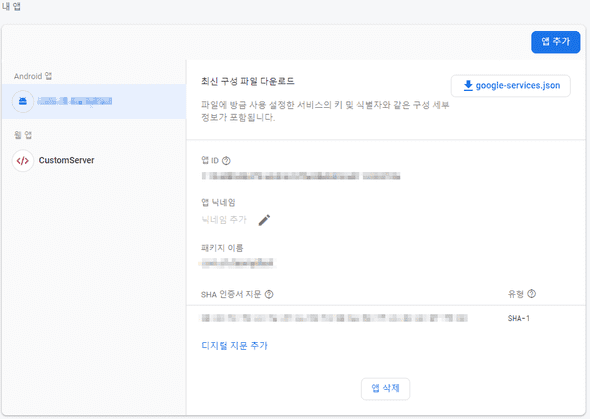 내 앱
앱 추가
Android 앱
웹 앱
CustomServer
최신 구성 파일 다운로드
google-services.json
파일에 방금 사용 설정한 서비스의 키 및 식별자와 같은 구성 세부
정보가 포함됩니다.
앱 ID
앱 닉네임
닉네임 추가
패키지 이름
SHA 인증서 지문
유형
SHA-1
디지털 지문 추가
앱 삭제